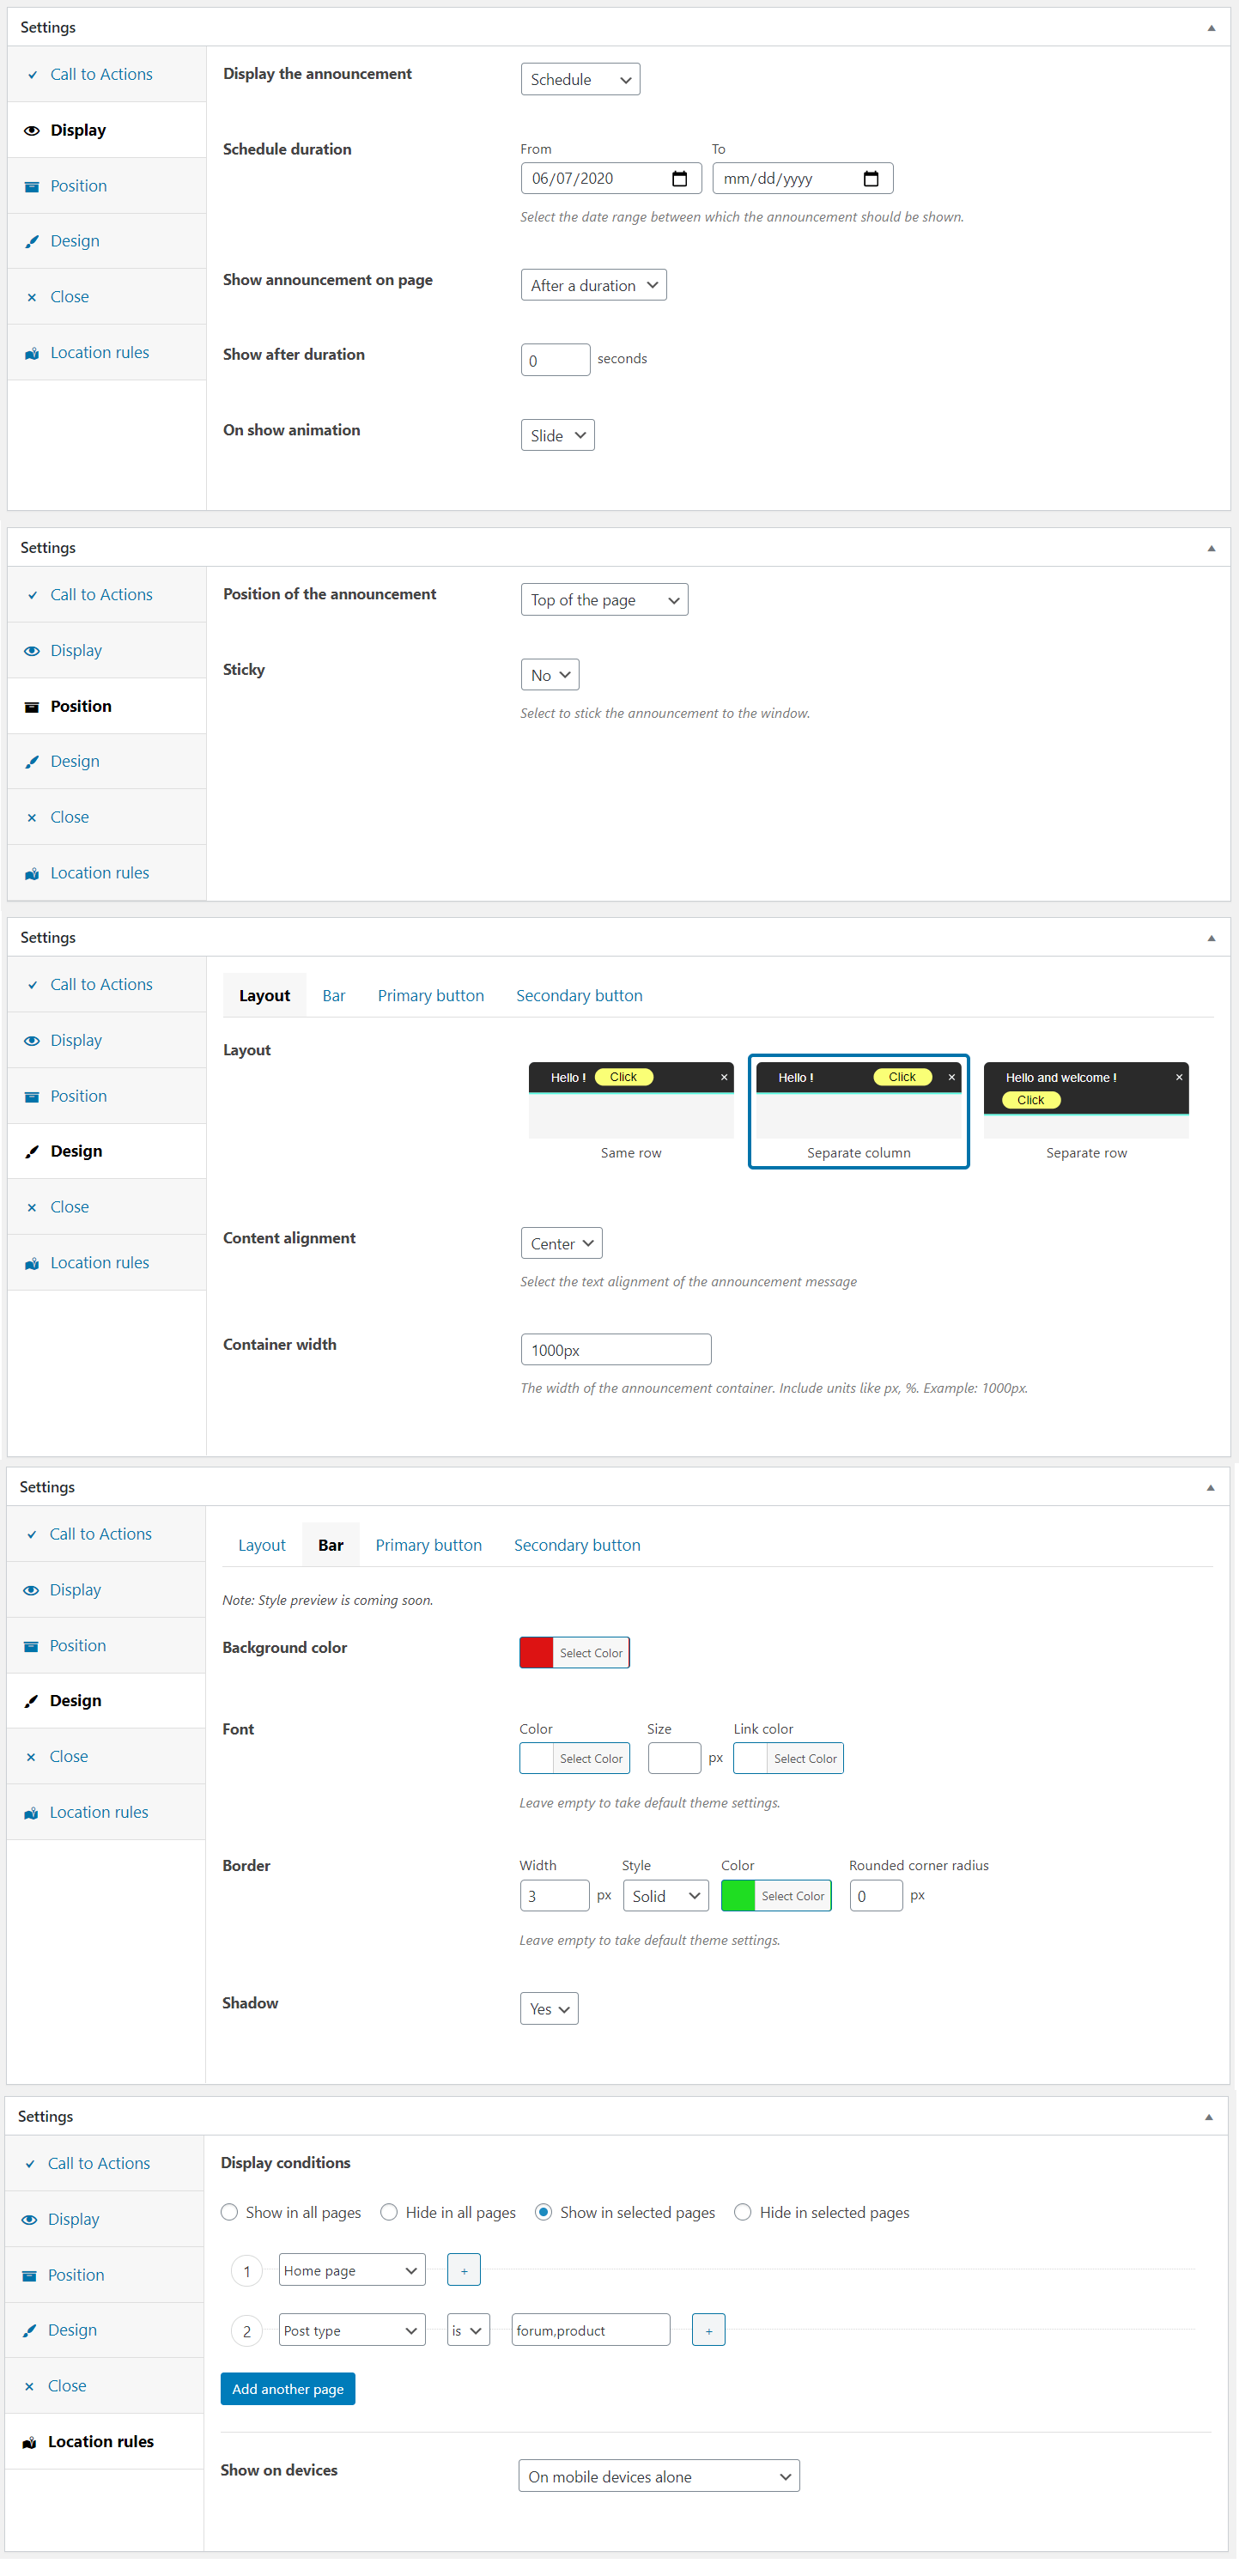 Settings
Call to Actions
Display
Position
Design
Close
Location rules
Display the announcement
Schedule
Schedule duration
From To
06/07/2020 mm/dd/yyyy
Select the date range between which the announcement should be shown.
Show announcement on page
After a duration
Show after duration
0 seconds
On show animation
Slide
Settings
Call to Actions
Display
Position
Design
Close
Location rules
Position of the announcement
Top of the page
Sticky
No
Select to stick the announcement to the window.
Settings
Call to Actions
Display
Position
Design
Close
Location rules
Layout Bar Primary button Secondary button
Layout
Hello ! Click ×
Same row
Hello ! Click ×
Separate column
Hello and welcome ! ×
Click
Separate row
Content alignment
Center
Select the text alignment of the announcement message
Container width
1000px
The width of the announcement container. Include units like px, %. Example: 1000px.
Settings
Call to Actions
Display
Position
Design
Close
Location rules
Layout Bar Primary button Secondary button
Note: Style preview is coming soon.
Background color
Select Color
Font
Color Size Link color
Select Color px Select Color
Leave empty to take default theme settings.
Border
Width Style Color Rounded corner radius
3 px Solid Select Color 0 px
Leave empty to take default theme settings.
Shadow
Yes
Settings
Call to Actions
Display
Position
Design
Close
Location rules
Display conditions
Show in all pages Hide in all pages Show in selected pages Hide in selected pages
1 Home page +
2 Post type is forum,product +
Add another page
Show on devices
On mobile devices alone